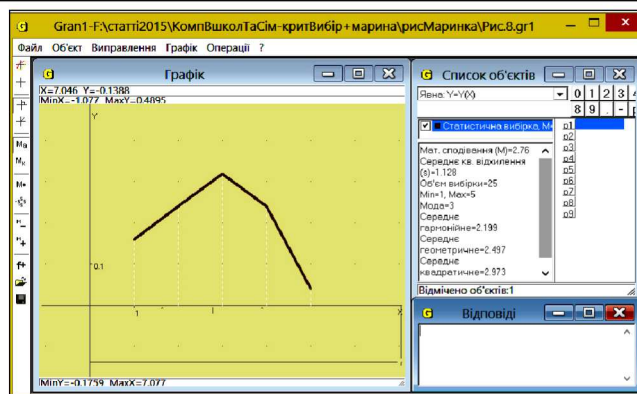 Gran1-F:\статті2015\КомпВшколТаСім-критВибір+марина\рисМаринка\Рис.8.gr1
Файл Об'єкт Виправлення Графік Операції ?
Графік
X=7.046 Y=-0.1388
MinX=-1.077 MaxY=0.4895
Y
0.1
1
X
MinY=-0.1759 MaxX=7.077
Список об'єктів
Явна: Y=Y(X)
0 1 2 3 4
8 9 . -
Статистична вибірка, М
p1
p2
p3
p4
p5
p6
p7
p8
p9
Мат. сподівання (M)=2.76
Середнє кв. відхилення
(s)=1.128
Об'єм вибірки=25
Min=1, Max=5
Мода=3
Середнє
гармонійне=2.199
Середнє
геометричне=2.497
Середнє
квадратичне=2.973
Відмічено об'єктів:1
Відповіді